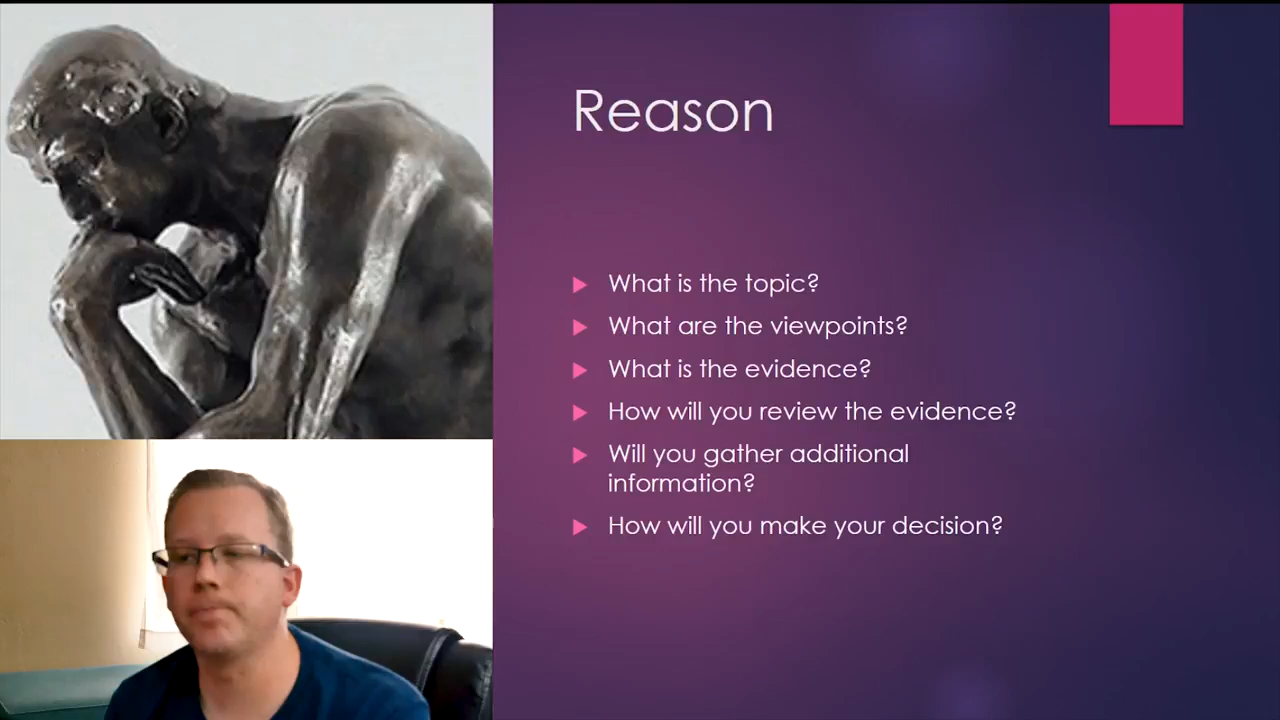 Reason
What is the topic?
What are the viewpoints?
What is the evidence?
How will you review the evidence?
Will you gather additional
information?
How will you make your decision?